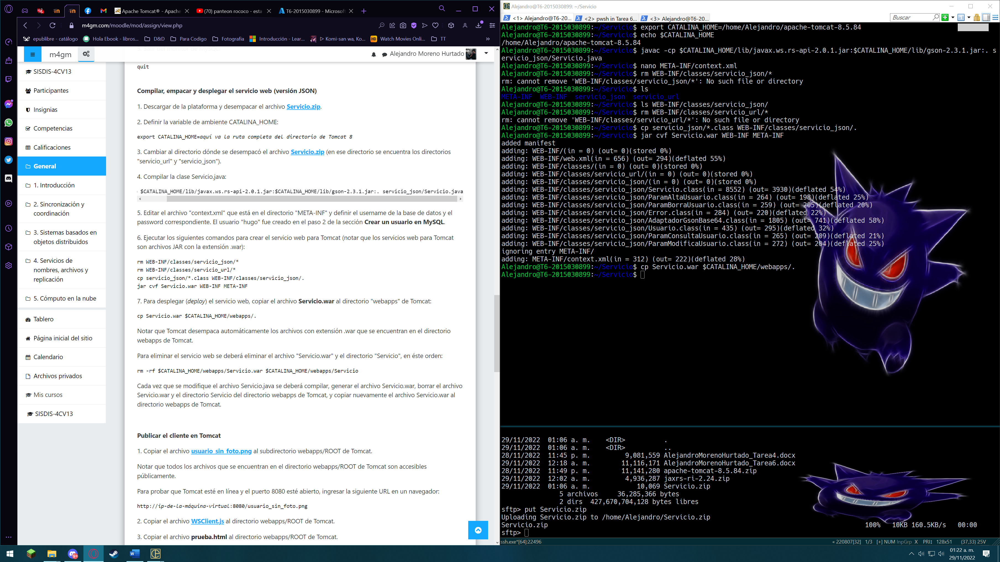 Apache Tomcat® - Apache
(70) panteon rococo - esta
T6-2015030899 - Microsoft
m4gm.com/moodle/mod/assign/view.php
epublibre - catálogo
Hola Ebook - libros...
D&D
Para Codigo
Fotografia
Introducción - Lear...
▷ Komi-san wa, Ko...
HD
Watch Movies Onli...
TT
»
m4gm
Alejandro Moreno Hurtado
SISDIS-4CV13
Participantes
Insignias
Competencias
Calificaciones
General
1. Introducción
2. Sincronización y
coordinación
3. Sistemas basados en
objetos distribuidos
4. Servicios de
nombres, archivos y
replicación
5. Cómputo en la nube
Tablero
Página inicial del sitio
Calendario
Archivos privados
Mis cursos
SISDIS-4CV13
5. Salir del monitor de MySQL
quit
Compilar, empacar y desplegar el servicio web (versión JSON)
1. Descargar de la plataforma y desempacar el archivo Servicio.zip.
2. Definir la variable de ambiente CATALINA_HOME:
export CATALINA_HOME=aquí va la ruta completa del directorio de Tomcat 8
3. Cambiar al directorio dónde se desempacó el archivo Servicio.zip (en ese directorio se encuentra los directorios
"servicio_url" y "servicio_json").
4. Compilar la clase Servicio.java:
$CATALINA_HOME/lib/javax.ws.rs-api-2.0.1.jar:$CATALINA_HOME/lib/gson-2.3.1.jar:. servicio_json/Servicio.java
5. Editar el archivo "context.xml" que está en el directorio "META-INF" y definir el username de la base de datos y el
password correspondiente. El usuario "hugo" fue creado en el paso 2 de la sección Crear un usuario en MySQL.
6. Ejecutar los siguientes comandos para crear el servicio web para Tomcat (notar que los servicios web para Tomcat
son archivos JAR con la extensión .war):
rm WEB-INF/classes/servicio_json/*
rm WEB-INF/classes/servicio_url/*
cp servicio_json/*.class WEB-INF/classes/servicio_json/.
jar cvf Servicio.war WEB-INF META-INF
7. Para desplegar (deploy) el servicio web, copiar el archivo Servicio.war al directorio "webapps" de Tomcat:
cp Servicio.war $CATALINA_HOME/webapps/.
Notar que Tomcat desempaca automáticamente los archivos con extensión .war que se encuentran en el directorio
webapps de Tomcat.
Para eliminar el servicio web se deberá eliminar el archivo "Servicio.war" y el directorio "Servicio", en éste orden:
rm -rf $CATALINA_HOME/webapps/Servicio.war $CATALINA_HOME/webapps/Servicio
Cada vez que se modifique el archivo Servicio.java se deberá compilar, generar el archivo Servicio.war, borrar el archivo
Servicio.war y el directorio Servicio del directorio webapps de Tomcat, y copiar nuevamente el archivo Servicio.war al
directorio webapps de Tomcat.
Publicar el cliente en Tomcat
1. Copiar el archivo usuario_sin_foto.png al subdirectorio webapps/ROOT de Tomcat.
Notar que todos los archivos que se encuentran en el directorio webapps/ROOT de Tomcat son accesibles
públicamente.
Para probar que Tomcat esté en línea y el puerto 8080 esté abierto, ingresar la siguiente URL en un navegador:
http://ip-de-la-máquina-virtual:8080/usuario_sin_foto.png
2. Copiar el archivo WSClient.js al directorio webapps/ROOT de Tomcat.
3. Copiar el archivo prueba.html al directorio webapps/ROOT de Tomcat.
Alejandro@T6-2015030899: ~/Servicio
<1> Alejandro@T6-20...
<2> pwsh in Tarea 6...
<3> Alejandro@T6-20...
Buscar
Alejandro@T6-2015030899:~/Servicio$ export CATALINA_HOME=/home/Alejandro/apache-tomcat-8.5.84
Alejandro@T6-2015030899:~/Servicio$ echo $CATALINA_HOME
/home/Alejandro/apache-tomcat-8.5.84
Alejandro@T6-2015030899:~/Servicio$ javac -cp $CATALINA_HOME/lib/javax.ws.rs-api-2.0.1.jar:$CATALINA_HOME/lib/gson-2.3.1.jar:. s
ervicio_json/Servicio.java
Alejandro@T6-2015030899:~/Servicio$ nano META-INF/context.xml
Alejandro@T6-2015030899:~/Servicio$ rm WEB-INF/classes/servicio_json/*
rm: cannot remove 'WEB-INF/classes/servicio_json/*': No such file or directory
Alejandro@T6-2015030899:~/Servicio$ ls
META-INF  WEB-INF  servicio_json  servicio_url
Alejandro@T6-2015030899:~/Servicio$ ls WEB-INF/classes/servicio_json/
Alejandro@T6-2015030899:~/Servicio$ rm WEB-INF/classes/servicio_url/*
rm: cannot remove 'WEB-INF/classes/servicio_url/*': No such file or directory
Alejandro@T6-2015030899:~/Servicio$ cp servicio_json/*.class WEB-INF/classes/servicio_json/.
Alejandro@T6-2015030899:~/Servicio$ jar cvf Servicio.war WEB-INF META-INF
added manifest
adding: WEB-INF/(in = 0) (out= 0)(stored 0%)
adding: WEB-INF/web.xml(in = 656) (out= 294)(deflated 55%)
adding: WEB-INF/classes/(in = 0) (out= 0)(stored 0%)
adding: WEB-INF/classes/servicio_url/(in = 0) (out= 0)(stored 0%)
adding: WEB-INF/classes/servicio_json/(in = 0) (out= 0)(stored 0%)
adding: WEB-INF/classes/servicio_json/Servicio.class(in = 8552) (out= 3930)(deflated 54%)
adding: WEB-INF/classes/servicio_json/ParamAltaUsuario.class(in = 264) (out= 198)(deflated 25%)
adding: WEB-INF/classes/servicio_json/ParamBorraUsuario.class(in = 259) (out= 205)(deflated 20%)
adding: WEB-INF/classes/servicio_json/Error.class(in = 284) (out= 220)(deflated 22%)
adding: WEB-INF/classes/servicio_json/AdaptadorGsonBase64.class(in = 1805) (out= 741)(deflated 58%)
adding: WEB-INF/classes/servicio_json/Usuario.class(in = 435) (out= 295)(deflated 32%)
adding: WEB-INF/classes/servicio_json/ParamConsultaUsuario.class(in = 265) (out= 209)(deflated 21%)
adding: WEB-INF/classes/servicio_json/ParamModificaUsuario.class(in = 272) (out= 204)(deflated 25%)
ignoring entry META-INF/
adding: META-INF/context.xml(in = 312) (out= 222)(deflated 28%)
Alejandro@T6-2015030899:~/Servicio$ cp Servicio.war $CATALINA_HOME/webapps/.
Alejandro@T6-2015030899:~/Servicio$
29/11/2022  01:06 a. m.    <DIR>          .
29/11/2022  01:06 a. m.    <DIR>          ..
28/11/2022  11:45 p. m.         9,081,559 AlejandroMorenoHurtado_Tarea4.docx
29/11/2022  12:18 a. m.        11,116,171 AlejandroMorenoHurtado_Tarea6.docx
28/11/2022  11:49 p. m.        11,141,280 apache-tomcat-8.5.84.zip
29/11/2022  12:02 a. m.         4,936,287 jaxrs-ri-2.24.zip
29/11/2022  01:06 a. m.            10,069 Servicio.zip
5 archivos     36,285,366 bytes
2 dirs  427,670,704,128 bytes libres
sftp> put Servicio.zip
Uploading Servicio.zip to /home/Alejandro/Servicio.zip
Servicio.zip 100%   10KB 160.5KB/s   00:00
sftp>
ssh.exe*[64]:22496
« 220807[32]  1/3  [+] NUM InpGrp X  PRI↕  128x51  (37,33) 25V
9+
01:22 a. m.
29/11/2022